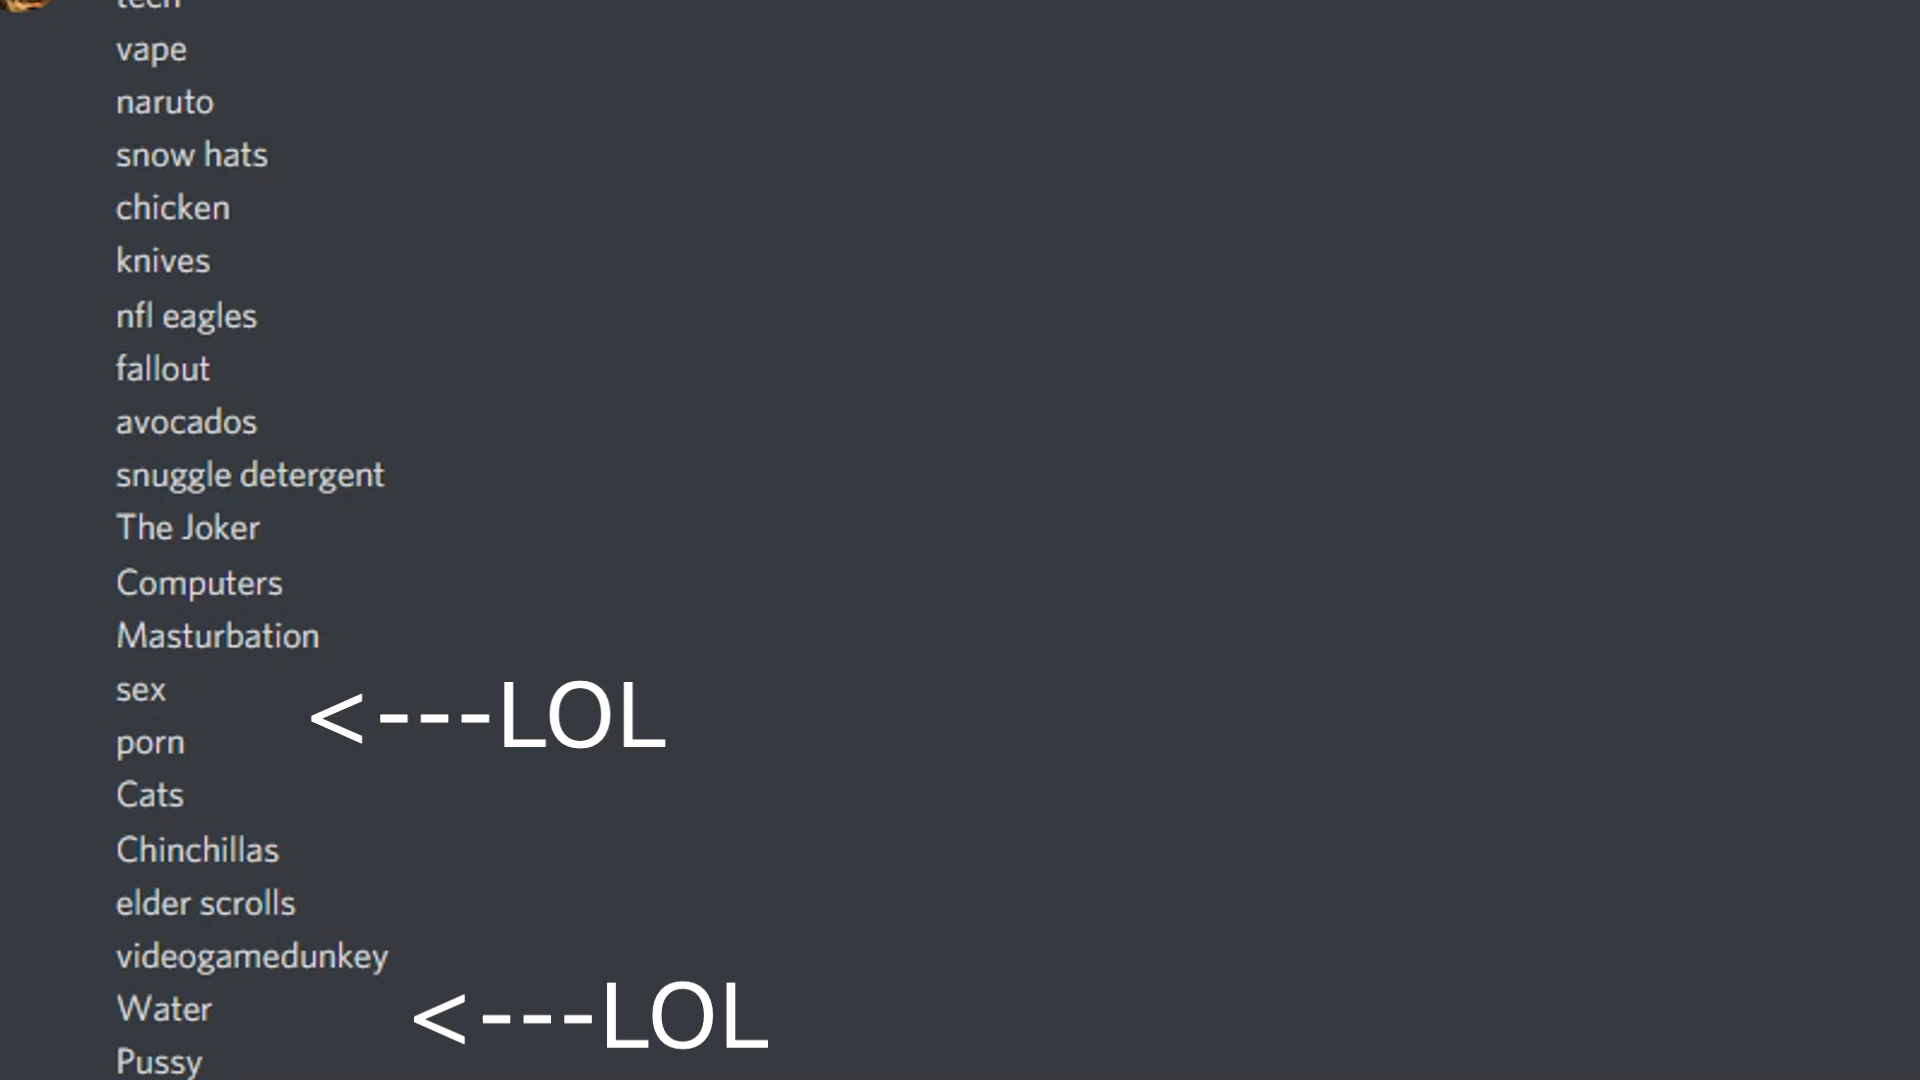 tech
vape
naruto
snow hats
chicken
knives
nfl eagles
fallout
avocados
snuggle detergent
The Joker
Computers
Masturbation
sex
<---LOL
porn
Cats
Chinchillas
elder scrolls
videogamedunkey
Water
<---LOL
Pussy